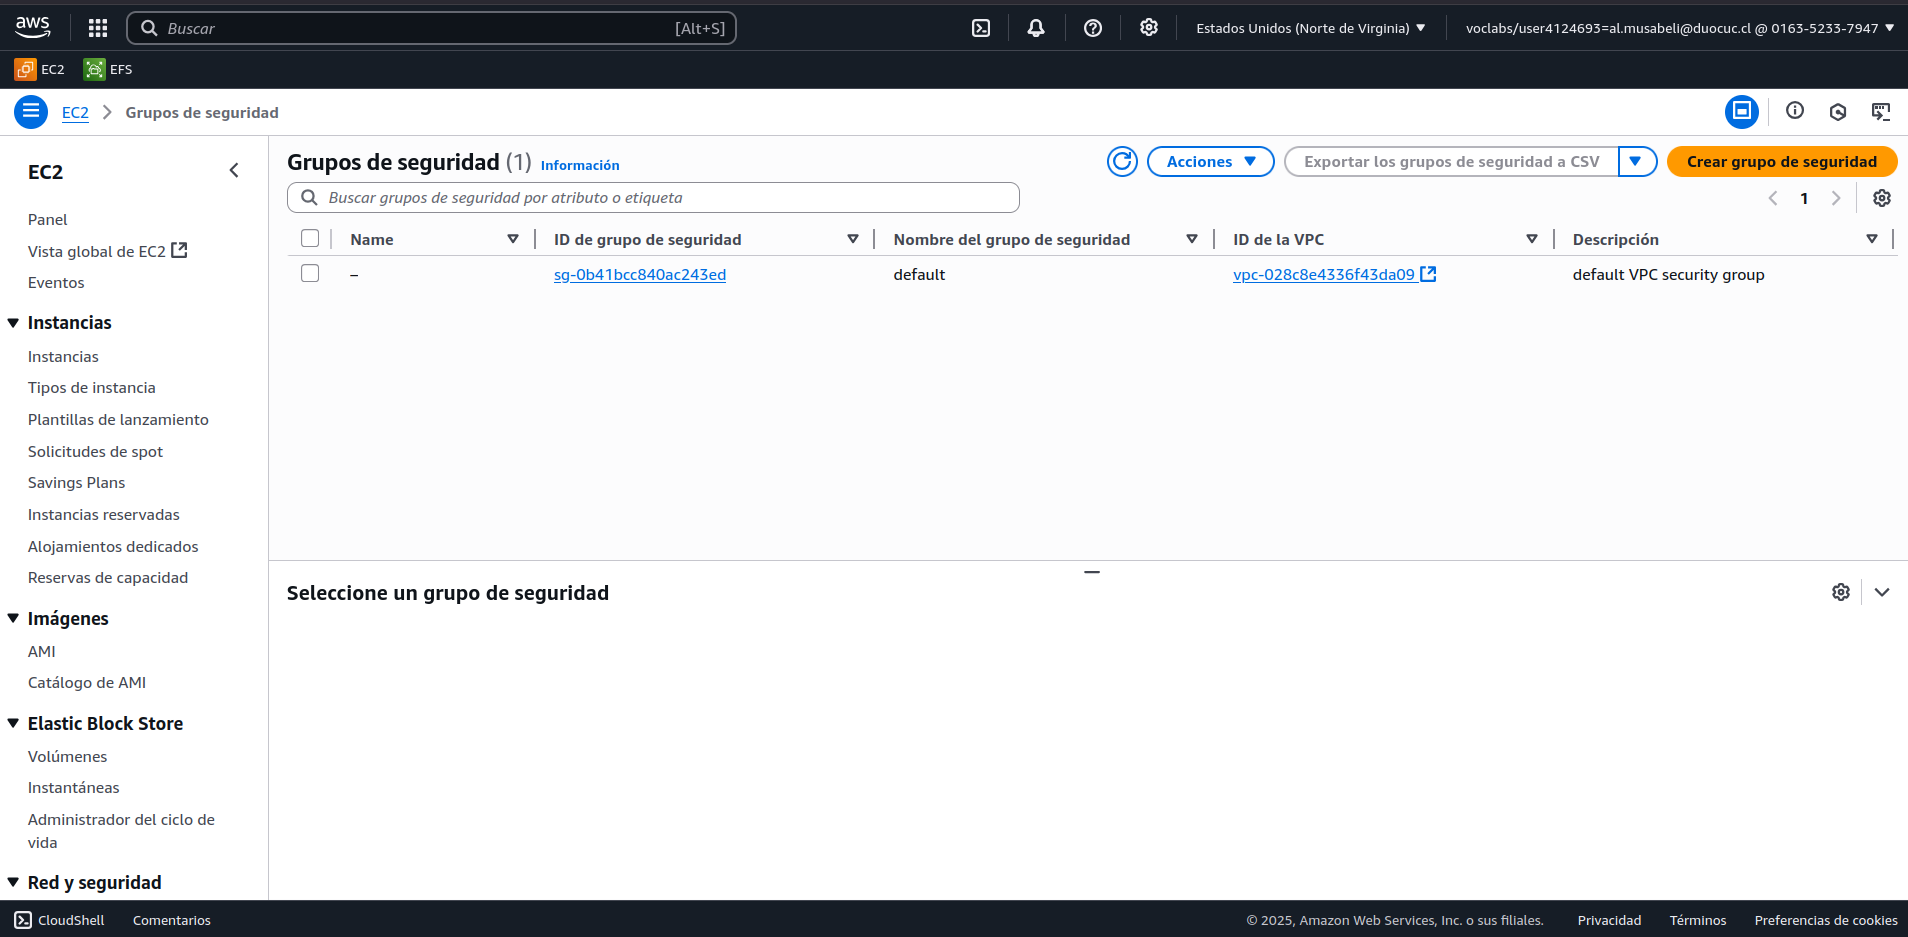 aws
Buscar
[Alt+S]
Estados Unidos (Norte de Virginia)
voclabs/user4124693=al.musabeli@duocuc.cl @ 0163-5233-7947
EC2
EFS
EC2
Grupos de seguridad
EC2
Panel
Vista global de EC2
Eventos
Instancias
Instancias
Tipos de instancia
Plantillas de lanzamiento
Solicitudes de spot
Savings Plans
Instancias reservadas
Alojamientos dedicados
Reservas de capacidad
Imágenes
AMI
Catálogo de AMI
Elastic Block Store
Volúmenes
Instantáneas
Administrador del ciclo de
vida
Red y seguridad
Grupos de seguridad (1) Información
Acciones
Exportar los grupos de seguridad a CSV
Crear grupo de seguridad
Buscar grupos de seguridad por atributo o etiqueta
1
Name
ID de grupo de seguridad
Nombre del grupo de seguridad
ID de la VPC
Descripción
–
sg-0b41bcc840ac243ed
default
vpc-028c8e4336f43da09
default VPC security group
Seleccione un grupo de seguridad
CloudShell
Comentarios
© 2025, Amazon Web Services, Inc. o sus filiales.
Privacidad
Términos
Preferencias de cookies